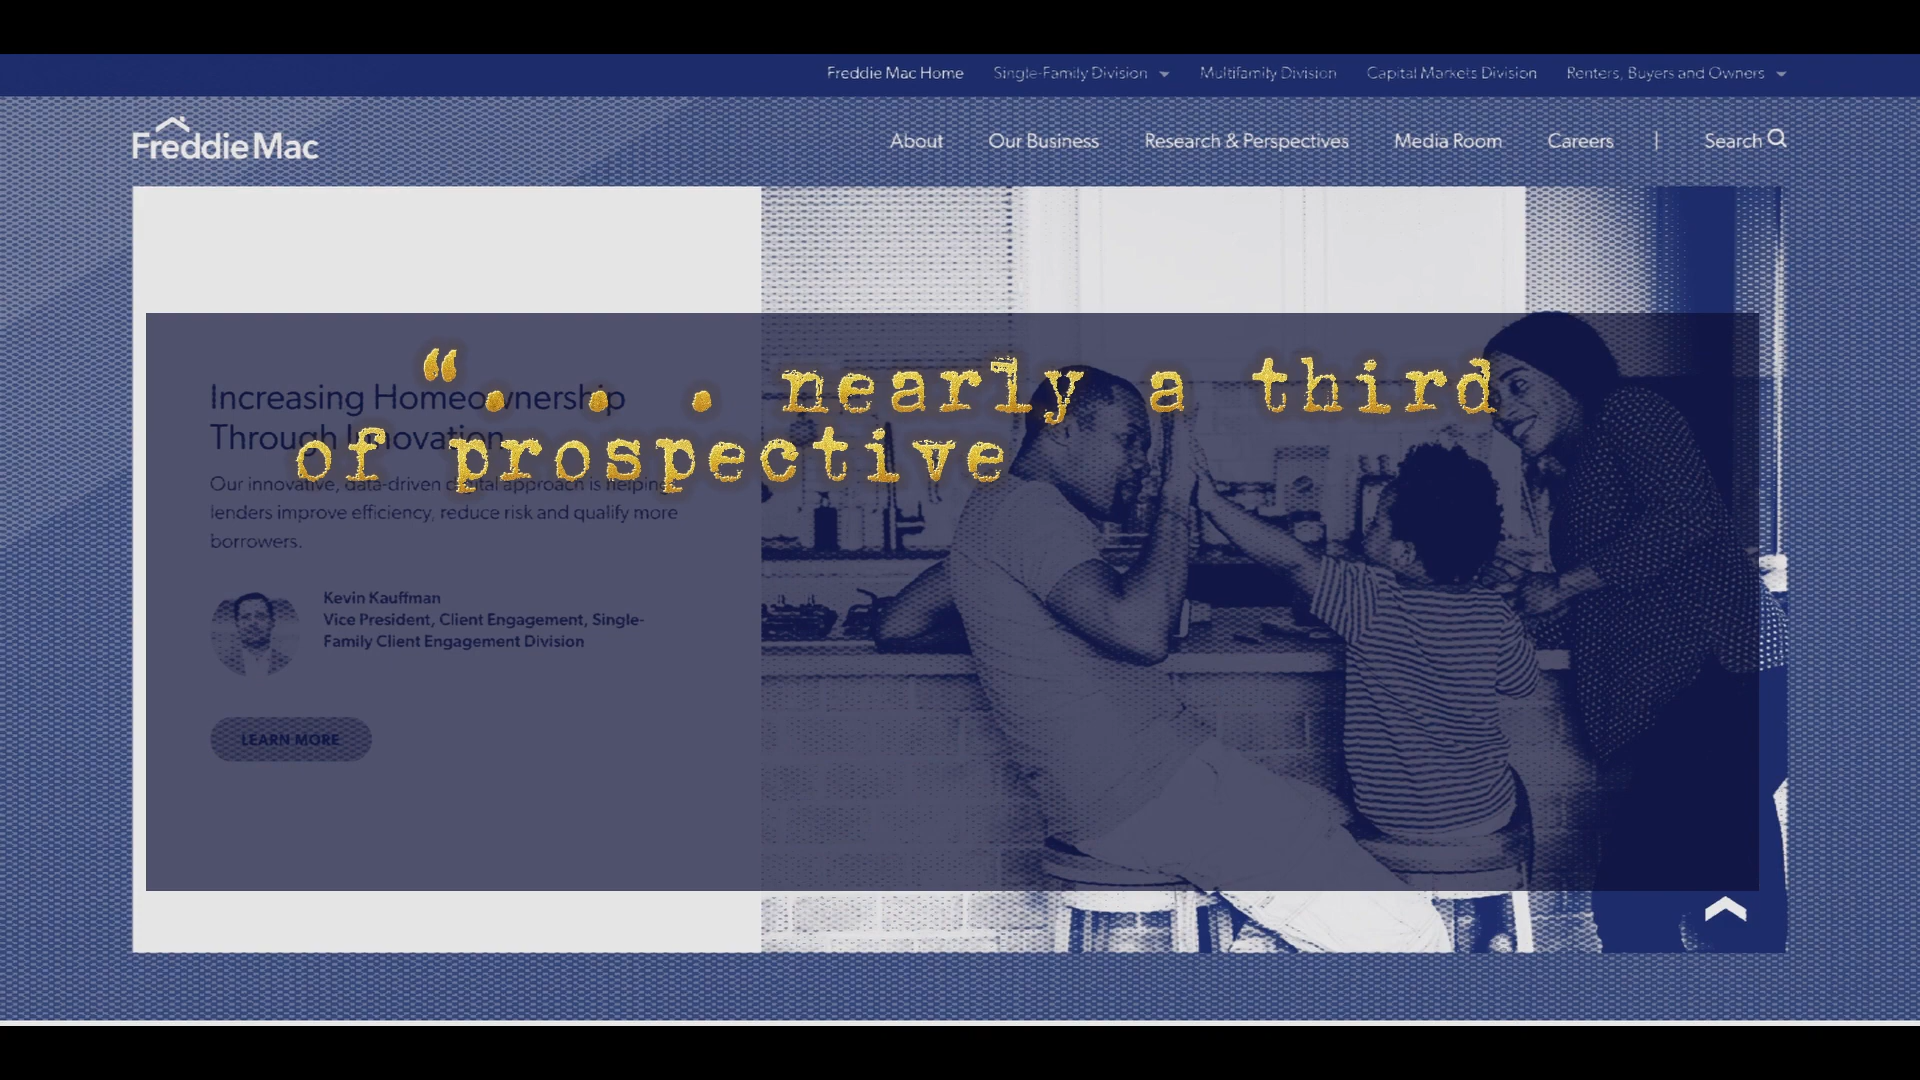 Freddie Mac Home Single-Family Division Multifamily Division Capital Markets Division Renters, Buyers and Owners
Freddie Mac About Our Business Research & Perspectives Media Room Careers | Search
“. . . nearly a third
of prospective
Increasing Homeownership
Through Innovation
Our innovative, data-driven digital approach is helping
lenders improve efficiency, reduce risk and qualify more
borrowers.
Kevin Kauffman
Vice President, Client Engagement, Single-
Family Client Engagement Division
LEARN MORE